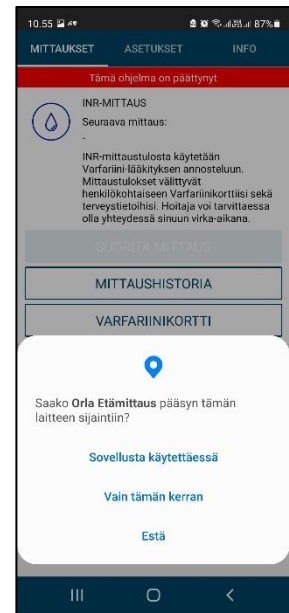 10.55
87%
MITTAUKSET ASETUKSET INFO
Tämä ohjelma on päättynyt
INR-MITTAUS
Seuraava mittaus:
-
INR-mittaustulosta käytetään
Varfariini-lääkityksen annosteluun.
Mittaustulokset välittyvät
henkilökohtaiseen Varfariinikorttiisi sekä
terveystietoihisi. Hoitaja voi tarvittaessa
olla yhteydessä sinuun virka-aikana.
SUORITA MITTAUS
MITTAUSHISTORIA
VARFARIINIKORTTI
Saako Orla Etämittaus pääsyn tämän
laitteen sijaintiin?
Sovellusta käytettäessä
Vain tämän kerran
Estä